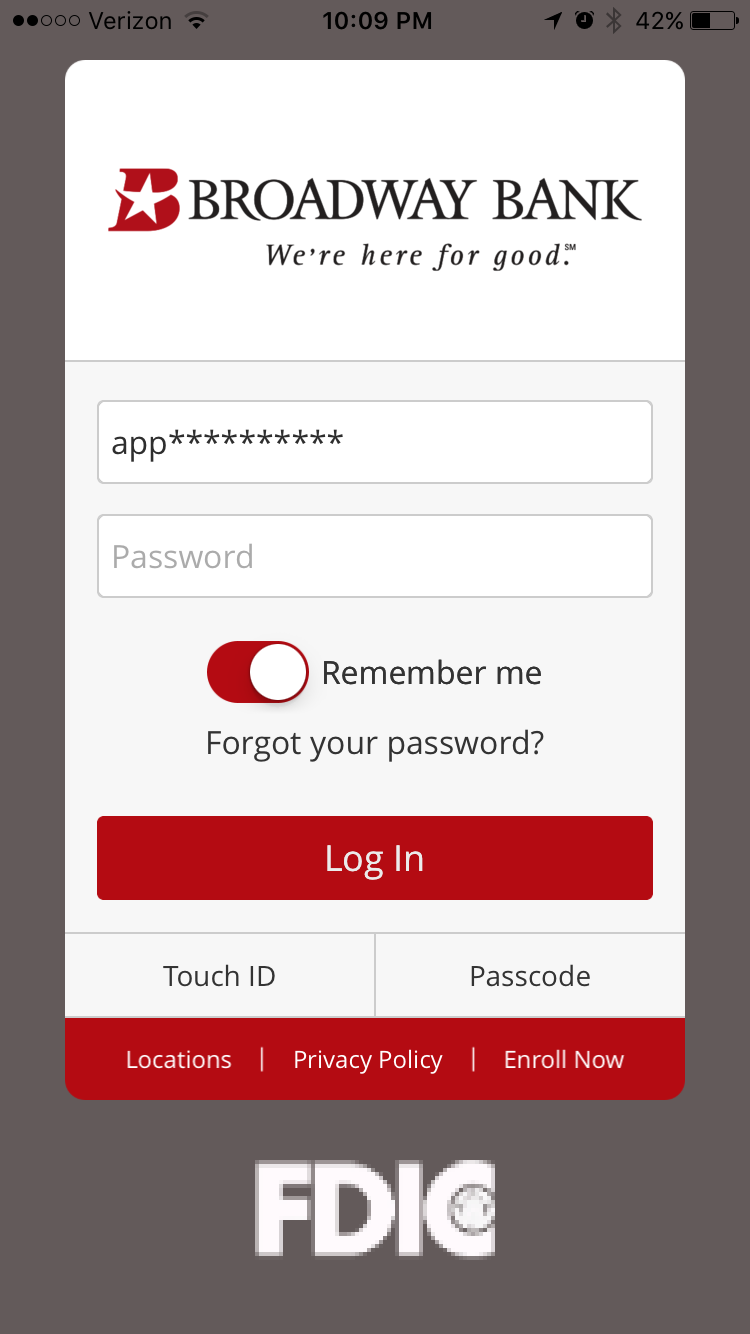 Verizon 10:09 PM 42%
BROADWAY BANK
We're here for good.℠
app**********
Password
Remember me
Forgot your password?
Log In
Touch ID Passcode
Locations | Privacy Policy | Enroll Now
FDIC